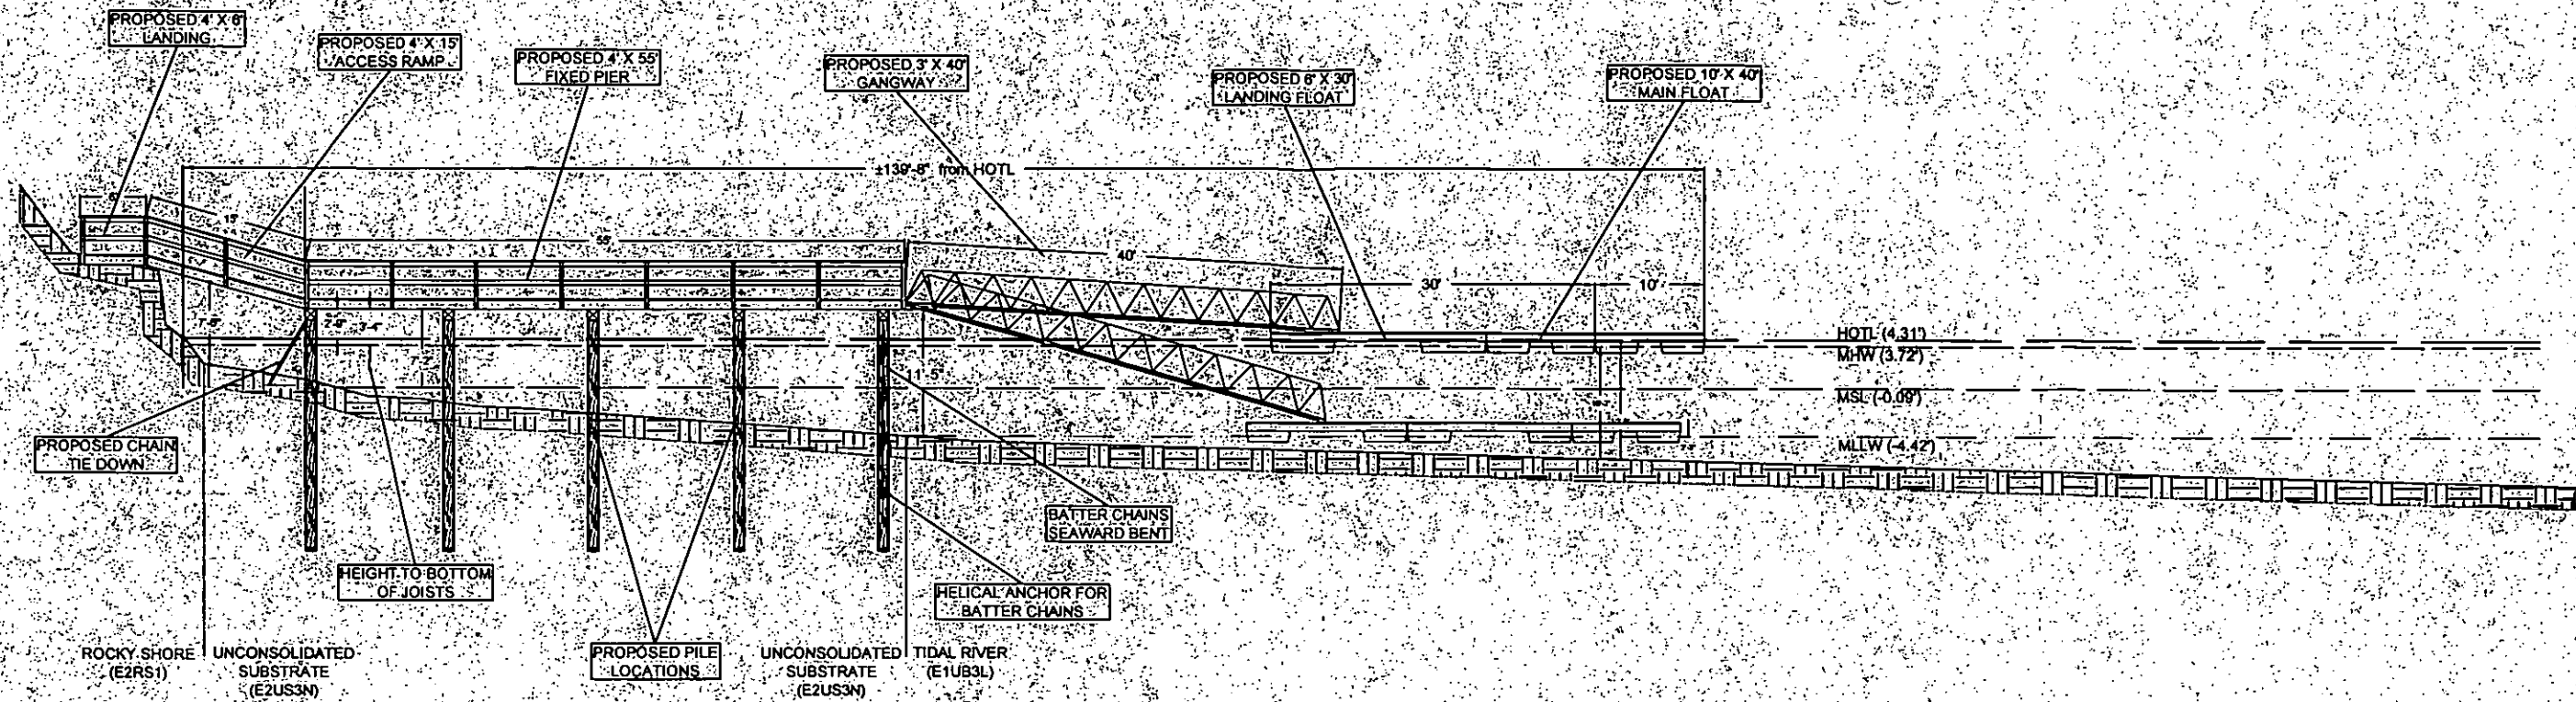 PROPOSED 4' X 6'
LANDING
PROPOSED 4' X 15'
ACCESS RAMP
PROPOSED 4' X 55'
FIXED PIER
PROPOSED 3' X 40'
GANGWAY
PROPOSED 6' X 30'
LANDING FLOAT
PROPOSED 10' X 40'
MAIN FLOAT
±139'-8" from HOTL
6'
15'
55'
40'
30'
10'
2'-9"
3'-4"
11'-5"
HOTL (4.31')
MHW (3.72')
MSL (-0.09')
MLLW (-4.42')
PROPOSED CHAIN
TIE DOWN
HEIGHT TO BOTTOM
OF JOISTS
BATTER CHAINS
SEAWARD BENT
HELICAL ANCHOR FOR
BATTER CHAINS
PROPOSED PILE
LOCATIONS
ROCKY SHORE
(E2RS1)
UNCONSOLIDATED
SUBSTRATE
(E2US3N)
UNCONSOLIDATED
SUBSTRATE
(E2US3N)
TIDAL RIVER
(E1UB3L)